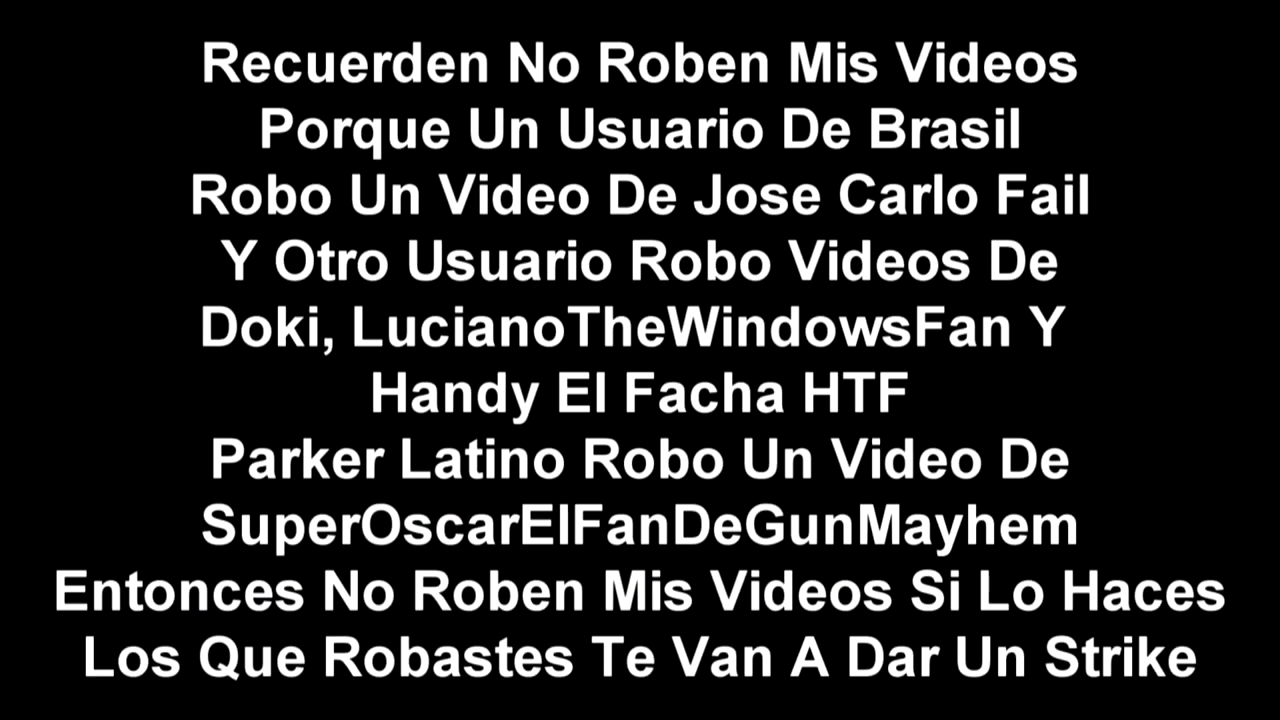 Recuerden No Roben Mis Videos
Porque Un Usuario De Brasil
Robo Un Video De Jose Carlo Fail
Y Otro Usuario Robo Videos De
Doki, LucianoTheWindowsFan Y
Handy El Facha HTF
Parker Latino Robo Un Video De
SuperOscarElFanDeGunMayhem
Entonces No Roben Mis Videos Si Lo Haces
Los Que Robastes Te Van A Dar Un Strike